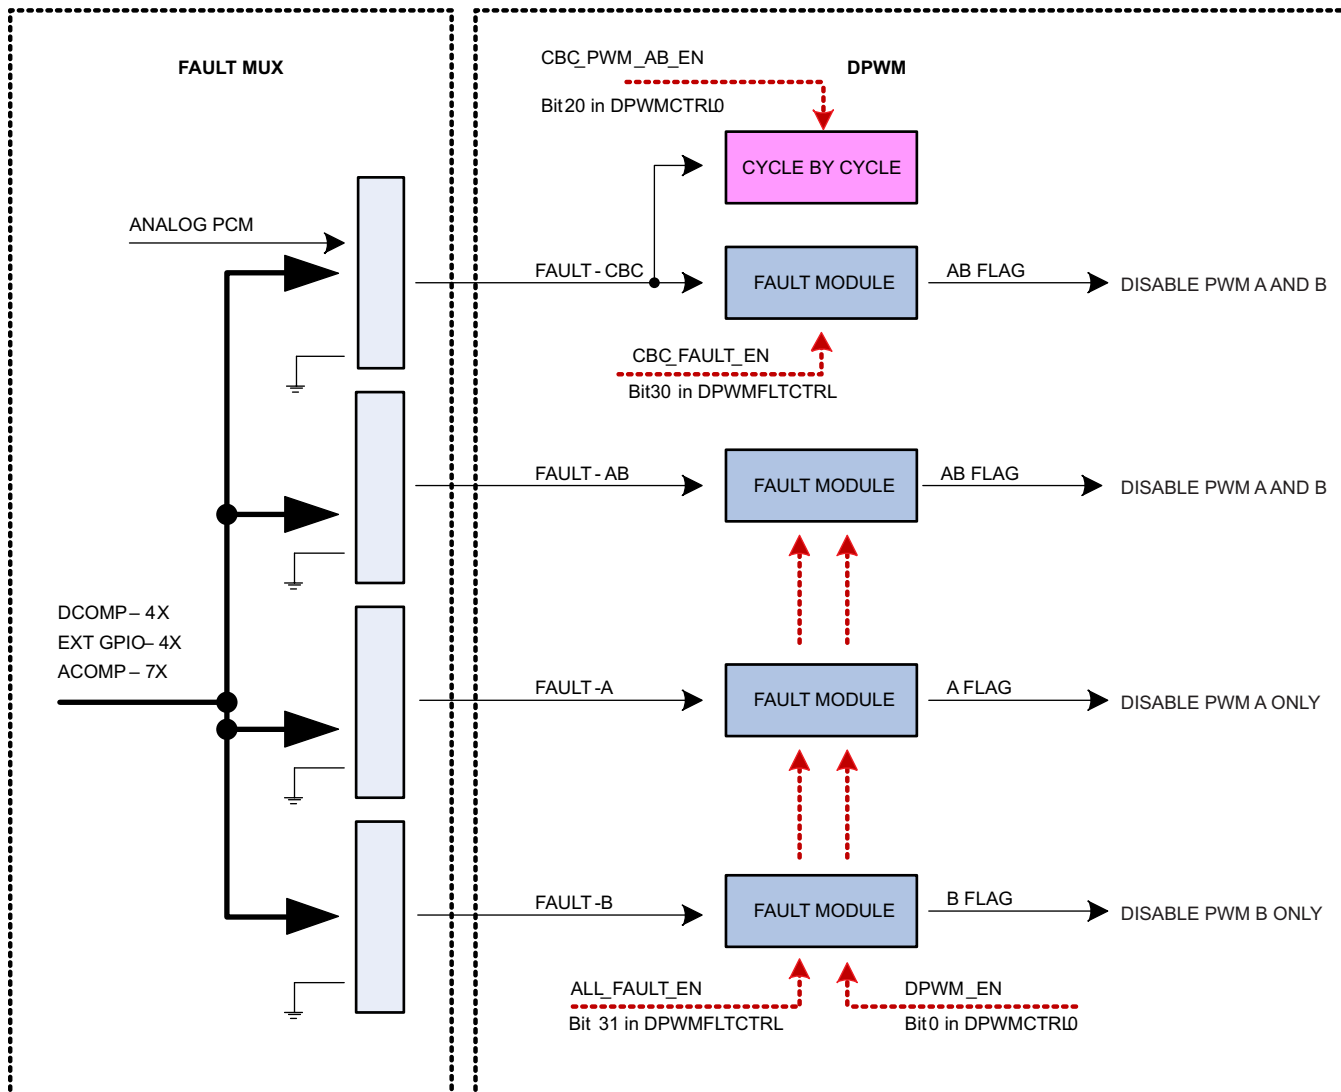 FAULT MUX
DPWM
CBC_PWM_AB_EN
Bit20 in DPWMCTRL0
CYCLE BY CYCLE
ANALOG PCM
FAULT - CBC
FAULT MODULE
AB FLAG
DISABLE PWM A AND B
CBC_FAULT_EN
Bit30 in DPWMFLTCTRL
FAULT - AB
FAULT MODULE
AB FLAG
DISABLE PWM A AND B
DCOMP – 4X
EXT GPIO – 4X
ACOMP – 7X
FAULT -A
FAULT MODULE
A FLAG
DISABLE PWM A ONLY
FAULT -B
FAULT MODULE
B FLAG
DISABLE PWM B ONLY
ALL_FAULT_EN
Bit 31 in DPWMFLTCTRL
DPWM_EN
Bit0 in DPWMCTRL0